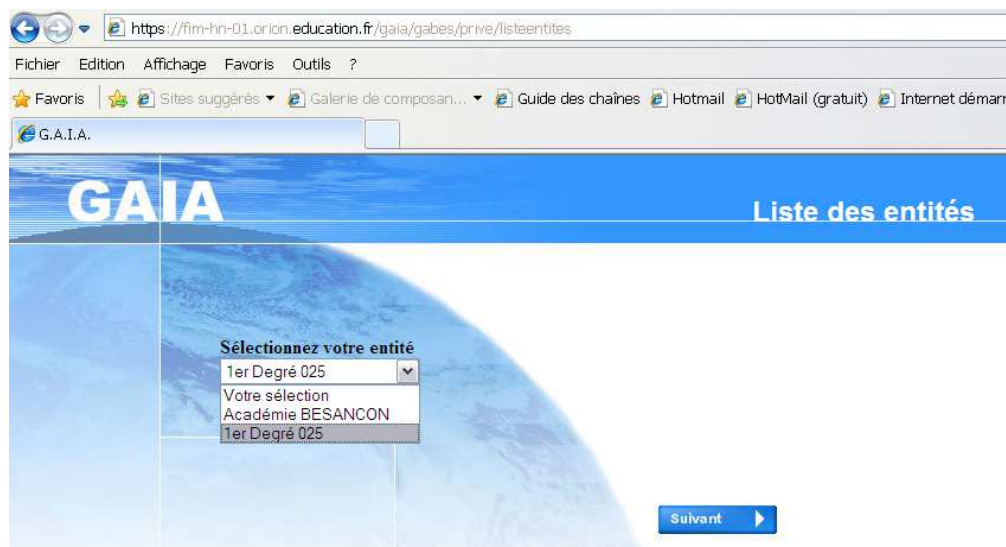 https://fim-hn-01.orion.education.fr/gaia/gabes/prive/listeentites
Fichier Edition Affichage Favoris Outils ?
Favoris Sites suggérés Galerie de composan... Guide des chaînes Hotmail HotMail (gratuit) Internet démarr
G.A.I.A.
GAIA
Liste des entités
Sélectionnez votre entité
1er Degré 025
Votre sélection
Académie BESANCON
1er Degré 025
Suivant